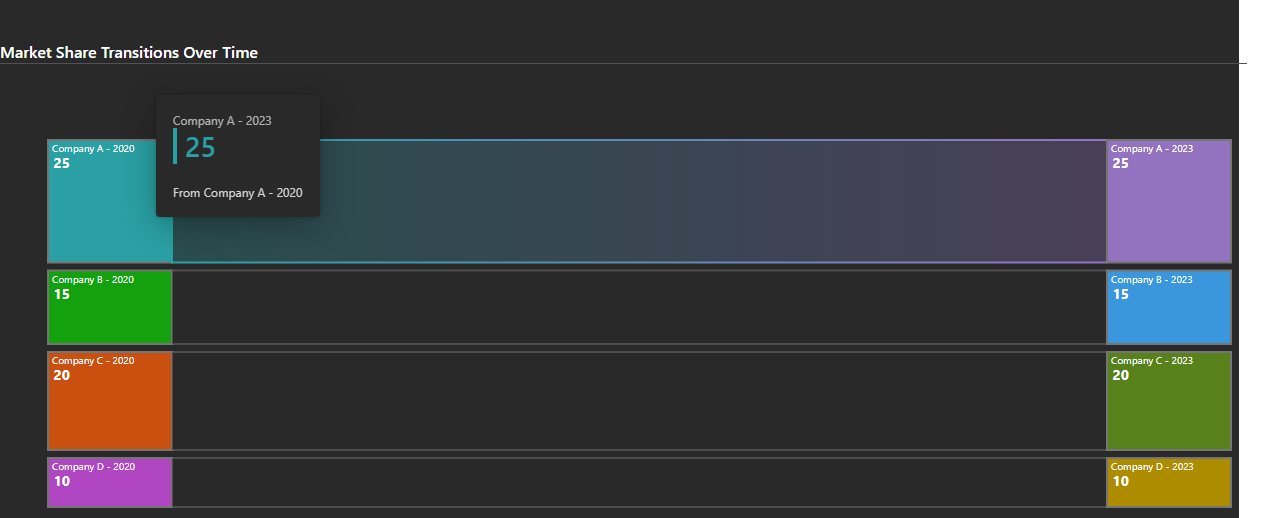 Market Share Transitions Over Time
Company A - 2023
25
From Company A - 2020
Company A - 2020
25
Company A - 2023
25
Company B - 2020
15
Company B - 2023
15
Company C - 2020
20
Company C - 2023
20
Company D - 2020
10
Company D - 2023
10